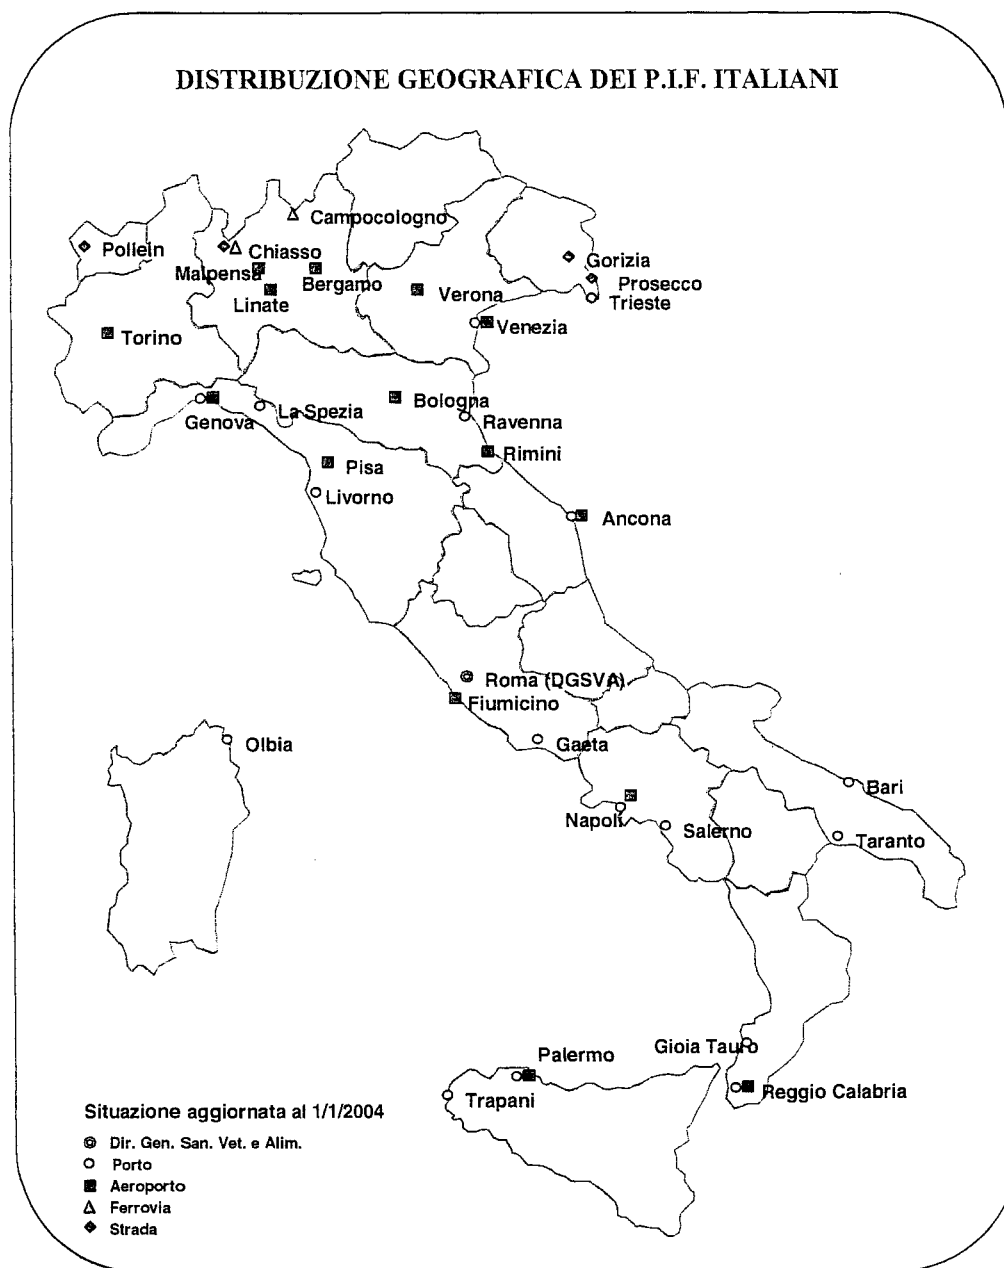 DISTRIBUZIONE GEOGRAFICA DEI P.I.F. ITALIANI
Campocologno
Pollein
Chiasso
Gorizia
Malpensa
Bergamo
Prosecco
Linate
Verona
Trieste
Venezia
Torino
Bologna
La Spezia
Genova
Ravenna
Rimini
Pisa
Livorno
Ancona
Roma (DGSVA)
Fiumicino
Olbia
Gaeta
Bari
Napoli
Salerno
Taranto
Gioia Tauro
Palermo
Reggio Calabria
Trapani
Situazione aggiornata al 1/1/2004
Dir. Gen. San. Vet. e Alim.
Porto
Aeroporto
Ferrovia
Strada